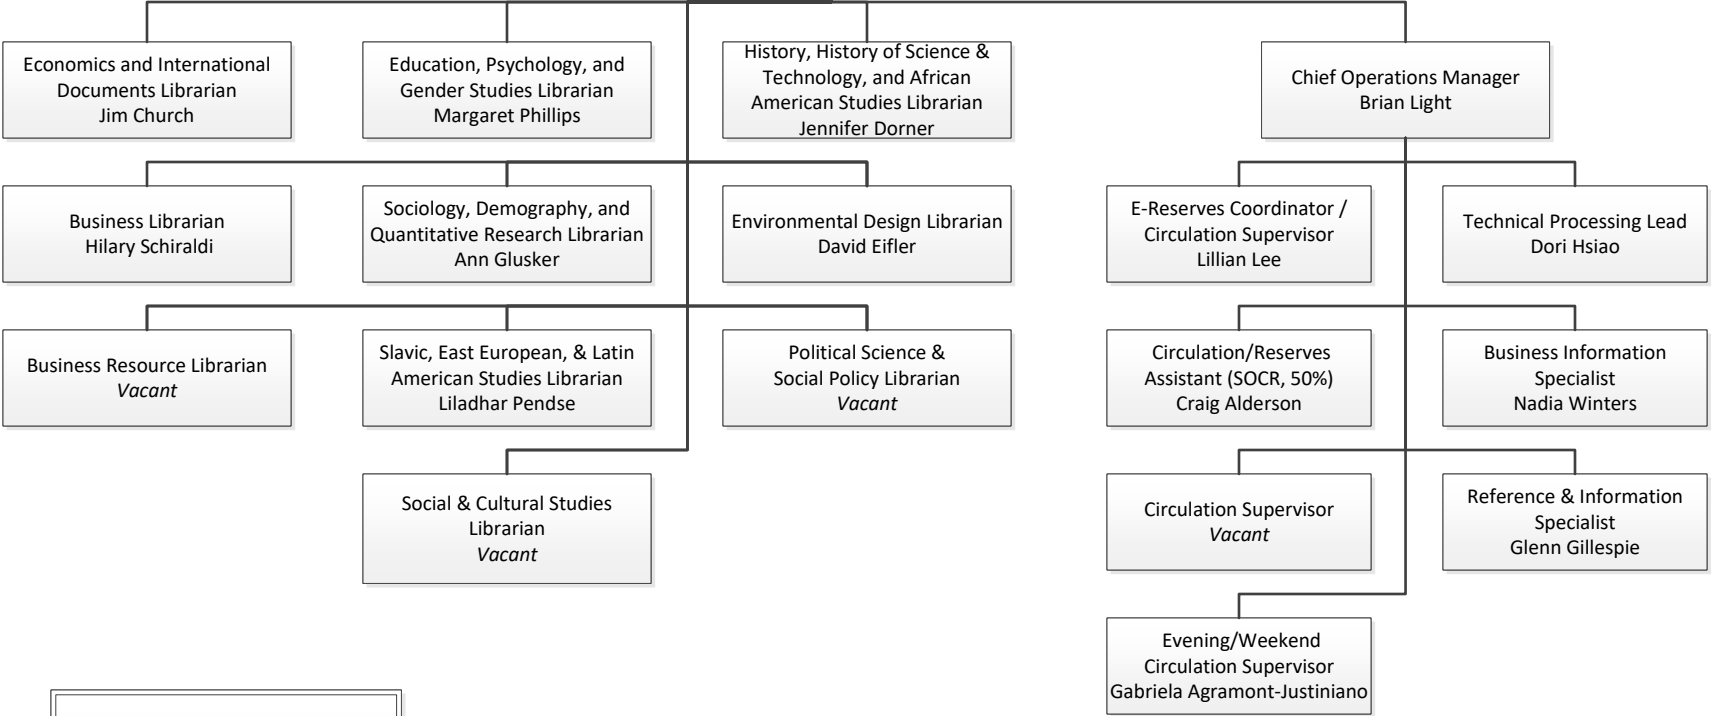 Economics and International
Documents Librarian
Jim Church
Education, Psychology, and
Gender Studies Librarian
Margaret Phillips
History, History of Science &
Technology, and African
American Studies Librarian
Jennifer Dorner
Chief Operations Manager
Brian Light
Business Librarian
Hilary Schiraldi
Sociology, Demography, and
Quantitative Research Librarian
Ann Glusker
Environmental Design Librarian
David Eifler
E-Reserves Coordinator /
Circulation Supervisor
Lillian Lee
Technical Processing Lead
Dori Hsiao
Business Resource Librarian
Vacant
Slavic, East European, & Latin
American Studies Librarian
Liladhar Pendse
Political Science &
Social Policy Librarian
Vacant
Circulation/Reserves
Assistant (SOCR, 50%)
Craig Alderson
Business Information
Specialist
Nadia Winters
Social & Cultural Studies
Librarian
Vacant
Circulation Supervisor
Vacant
Reference & Information
Specialist
Glenn Gillespie
Evening/Weekend
Circulation Supervisor
Gabriela Agramont-Justiniano